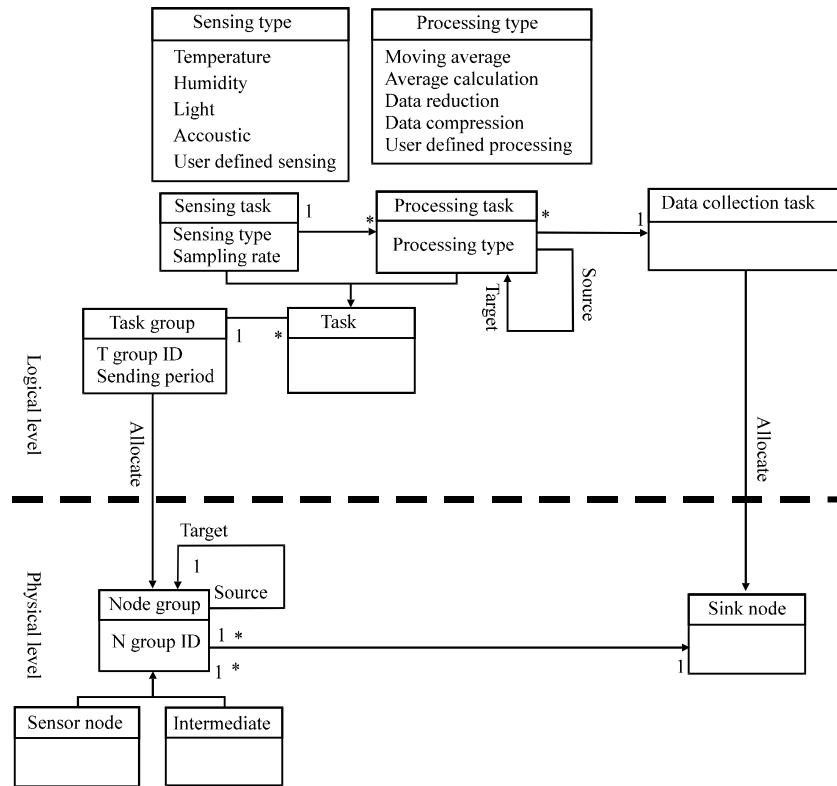 Sensing type
Temperature
Humidity
Light
Accoustic
User defined sensing
Processing type
Moving average
Average calculation
Data reduction
Data compression
User defined processing
Sensing task
Sensing type
Sampling rate
1
*
Processing task
Processing type
*
1
Data collection task
Target
Source
Task group
T group ID
Sending period
1
*
Task
Logical level
Allocate
Allocate
Physical level
Target
1
Source
Node group
N group ID
1 *
1 *
1
Sink node
Sensor node
Intermediate